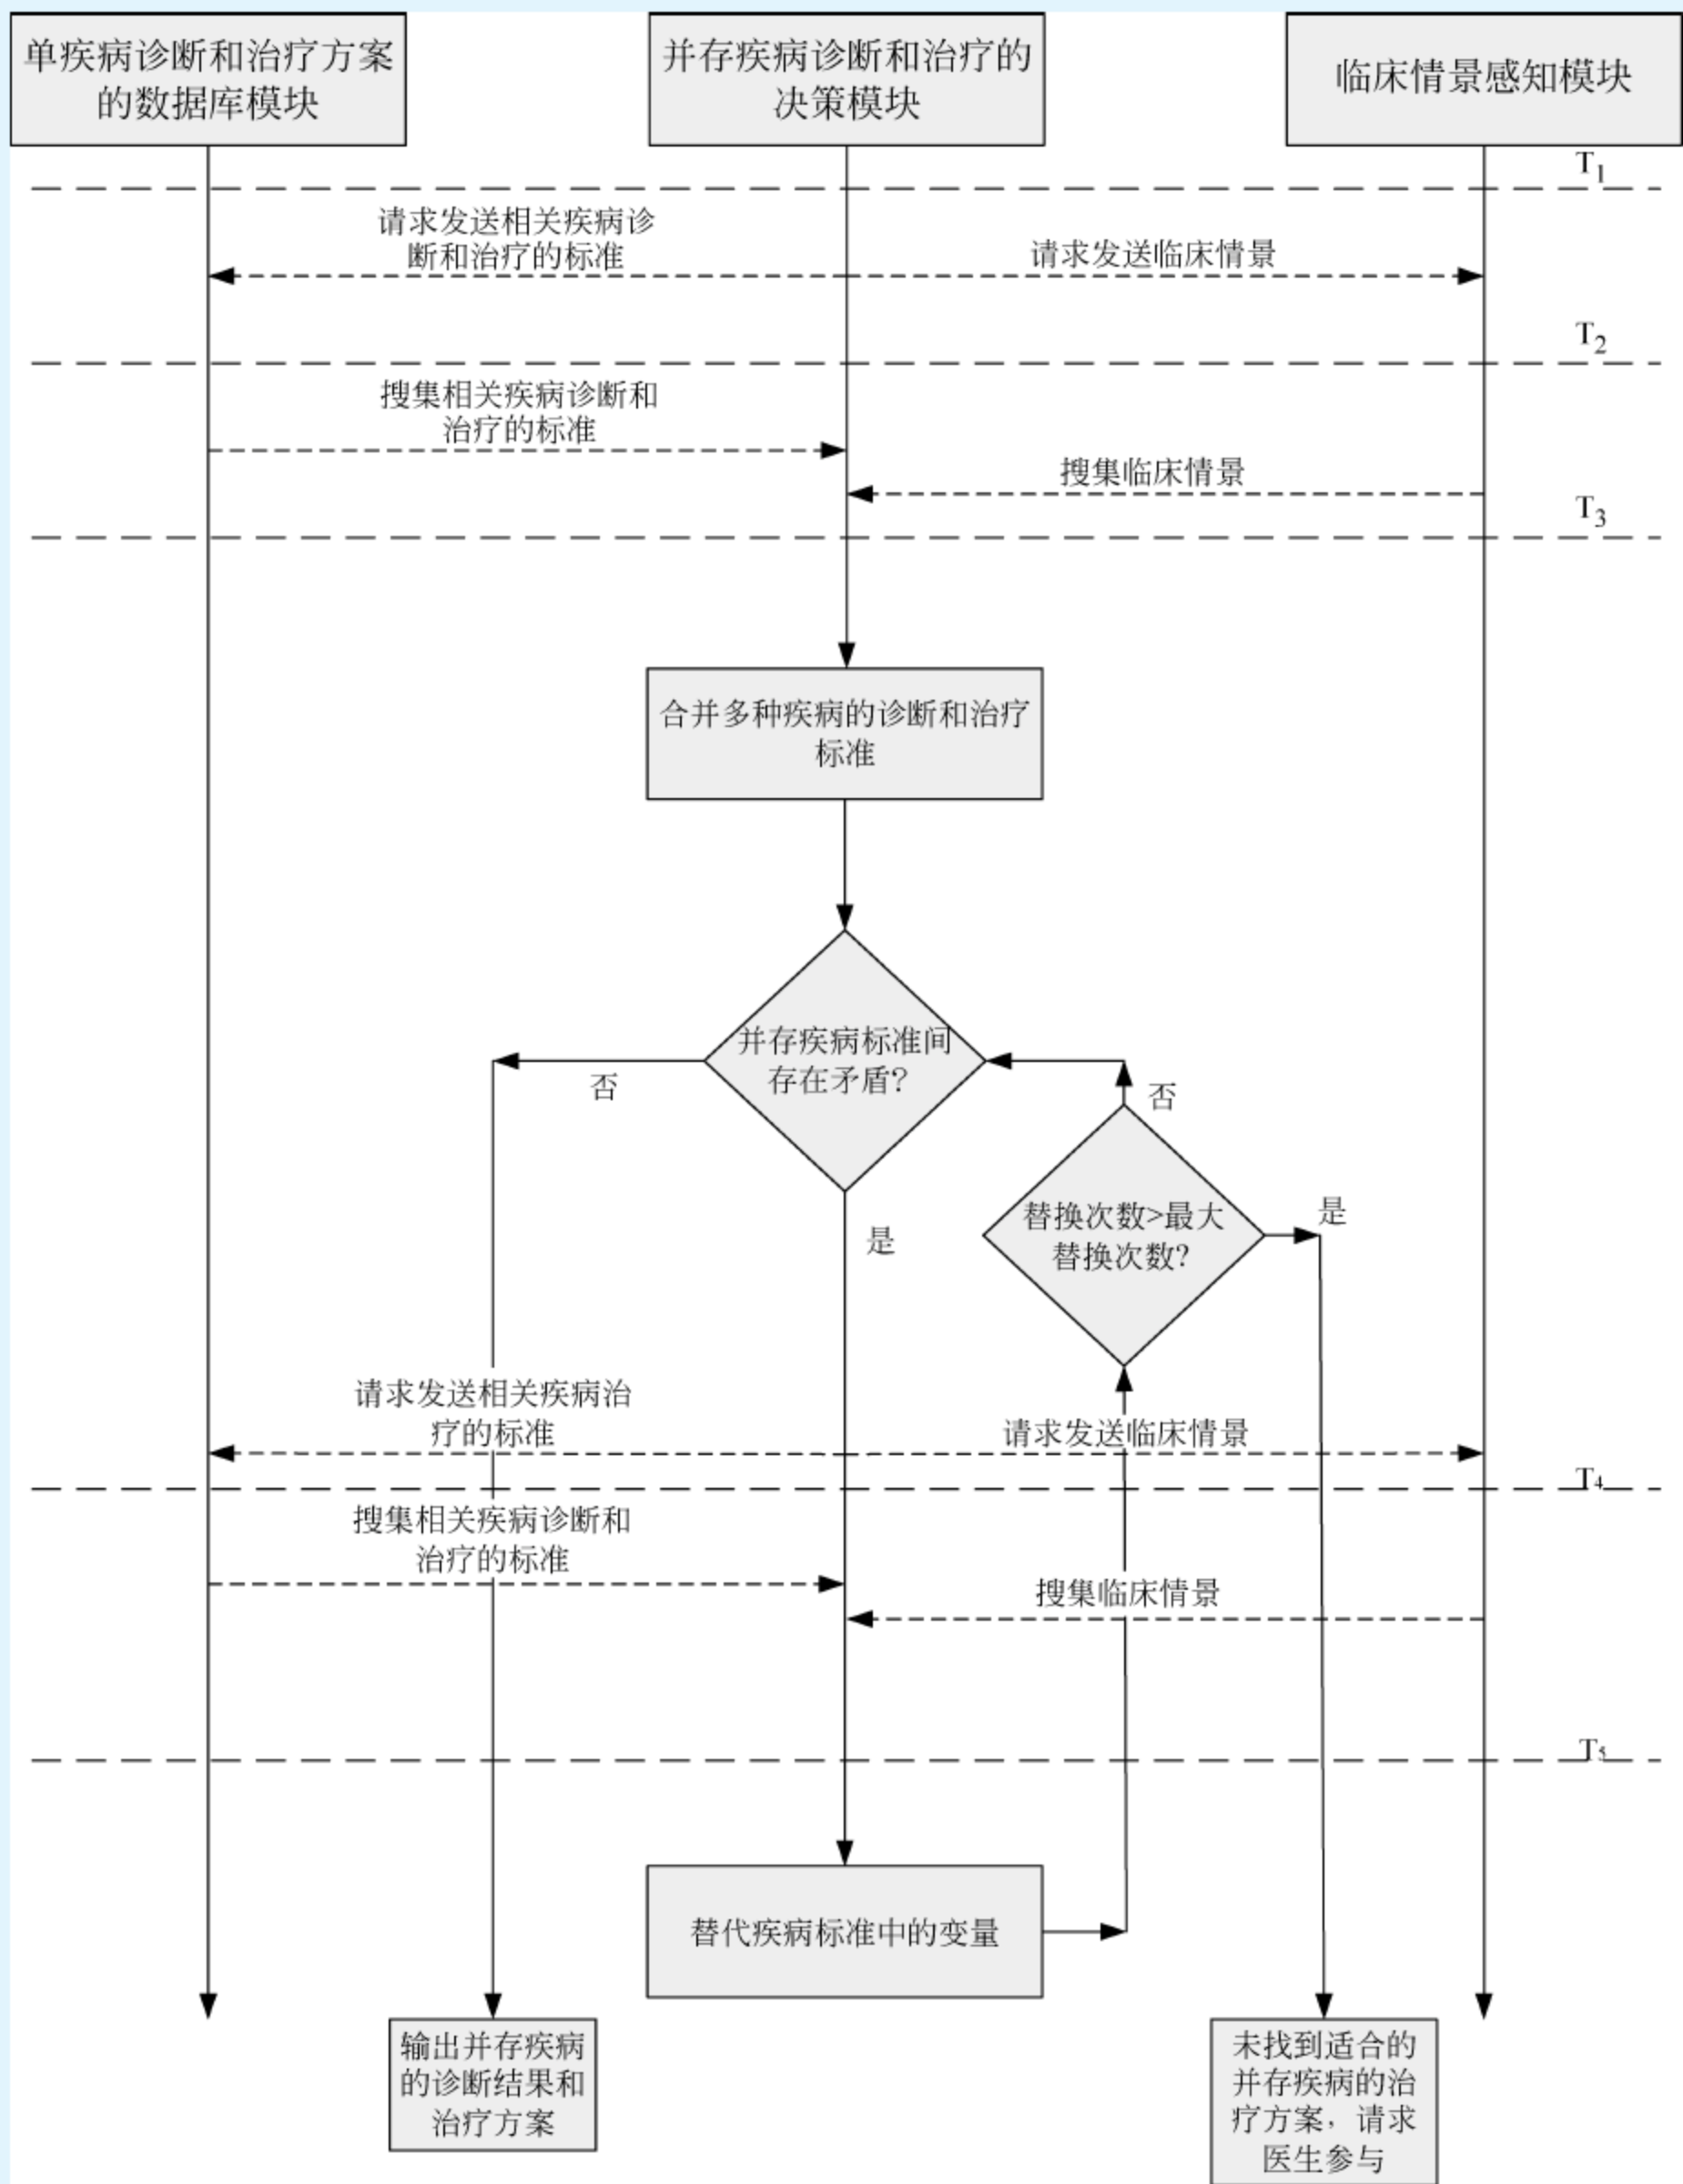 单疾病诊断和治疗方案
的数据库模块
并存疾病诊断和治疗的
决策模块
临床情景感知模块
T1
请求发送相关疾病诊
断和治疗的标准
请求发送临床情景
T2
搜集相关疾病诊断和
治疗的标准
搜集临床情景
T3
合并多种疾病的诊断和治疗
标准
并存疾病标准间
存在矛盾?
否
否
替换次数>最大
替换次数?
是
是
请求发送相关疾病治
疗的标准
请求发送临床情景
T4
搜集相关疾病诊断和
治疗的标准
搜集临床情景
T5
替代疾病标准中的变量
输出并存疾病
的诊断结果和
治疗方案
未找到适合的
并存疾病的治
疗方案，请求
医生参与